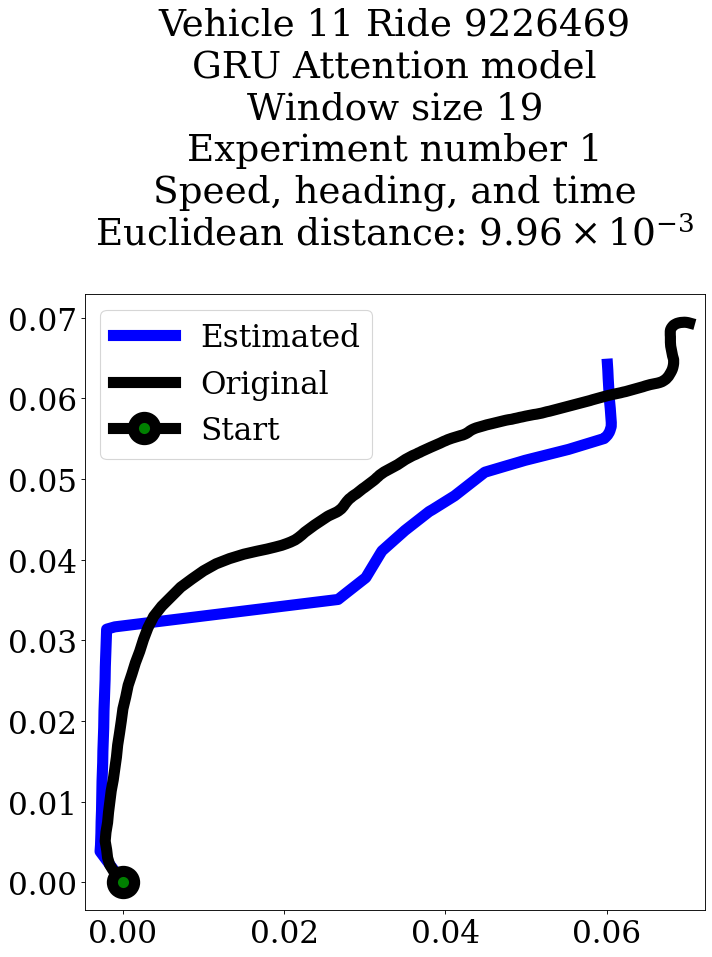 Vehicle 11 Ride 9226469
GRU Attention model
Window size 19
Experiment number 1
Speed, heading, and time
Euclidean distance: 9.96 × 10⁻³
Estimated
Original
Start
0.07
0.06
0.05
0.04
0.03
0.02
0.01
0.00
0.00 0.02 0.04 0.06